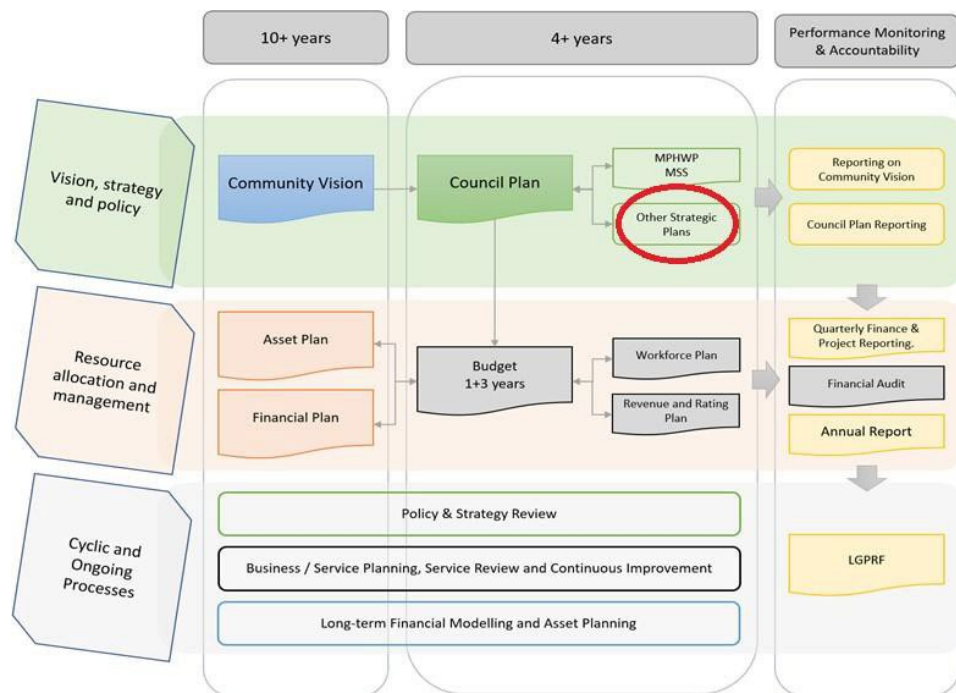 10+ years
4+ years
Performance Monitoring
& Accountability
Vision, strategy
and policy
Community Vision
Council Plan
MPHWP
MSS
Other Strategic
Plans
Reporting on
Community Vision
Council Plan Reporting
Resource
allocation and
management
Asset Plan
Financial Plan
Budget
1+3 years
Workforce Plan
Revenue and Rating
Plan
Quarterly Finance &
Project Reporting.
Financial Audit
Annual Report
Cyclic and
Ongoing
Processes
Policy & Strategy Review
Business / Service Planning, Service Review and Continuous Improvement
Long-term Financial Modelling and Asset Planning
LGPRF